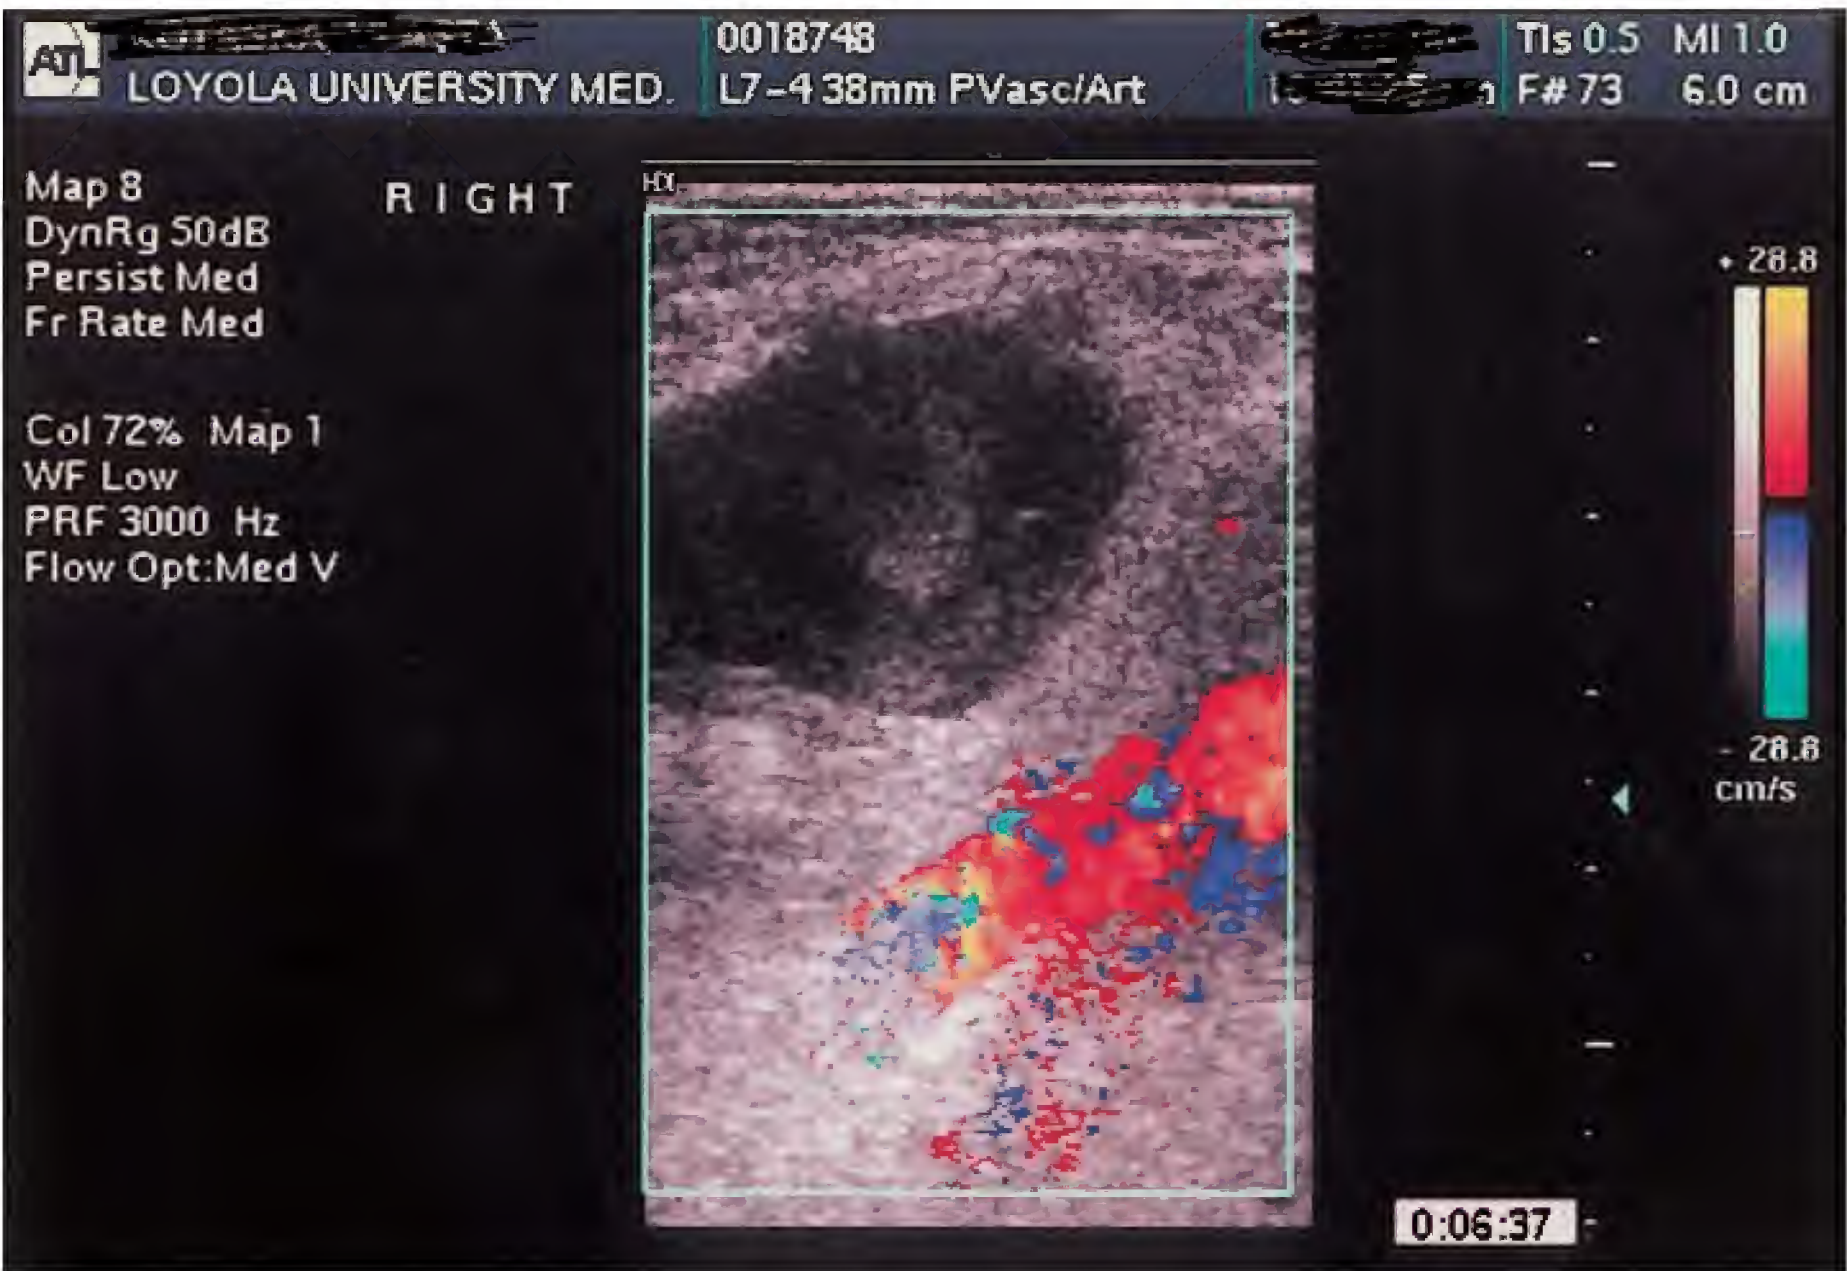 ATL
LOYOLA UNIVERSITY MED.
0018748
L7-4 38mm PVasc/Art
TIs 0.5 MI 1.0
F# 73 6.0 cm
Map 8
DynRg 50dB
Persist Med
Fr Rate Med
Col 72% Map 1
WF Low
PRF 3000 Hz
Flow Opt:Med V
RIGHT
HDI
+ 28.8
- 28.8
cm/s
0:06:37